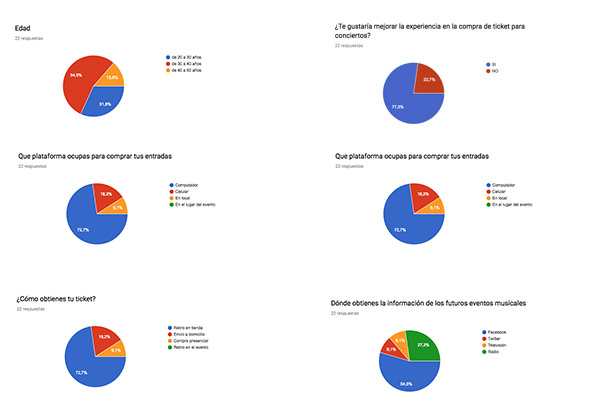 Edad
22 respuestas
de 20 a 30 años
de 30 a 40 años
de 40 a 50 años
54,5%
13,6%
31,8%
¿Te gustaría mejorar la experiencia en la compra de ticket para
conciertos?
22 respuestas
SI
NO
22,7%
77,3%
Que plataforma ocupas para comprar tus entradas
22 respuestas
Computador
Celular
En local
En el lugar del evento
18,2%
9,1%
72,7%
Que plataforma ocupas para comprar tus entradas
22 respuestas
Computador
Celular
En local
En el lugar del evento
18,2%
9,1%
72,7%
¿Cómo obtienes tu ticket?
22 respuestas
Retiro en tienda
Envío a domicilio
Compra presencial
Retiro en el evento
18,2%
9,1%
72,7%
Dónde obtienes la información de los futuros eventos musicales
22 respuestas
Facebook
Twitter
Televisión
Radio
9,1%
27,3%
9,1%
54,5%